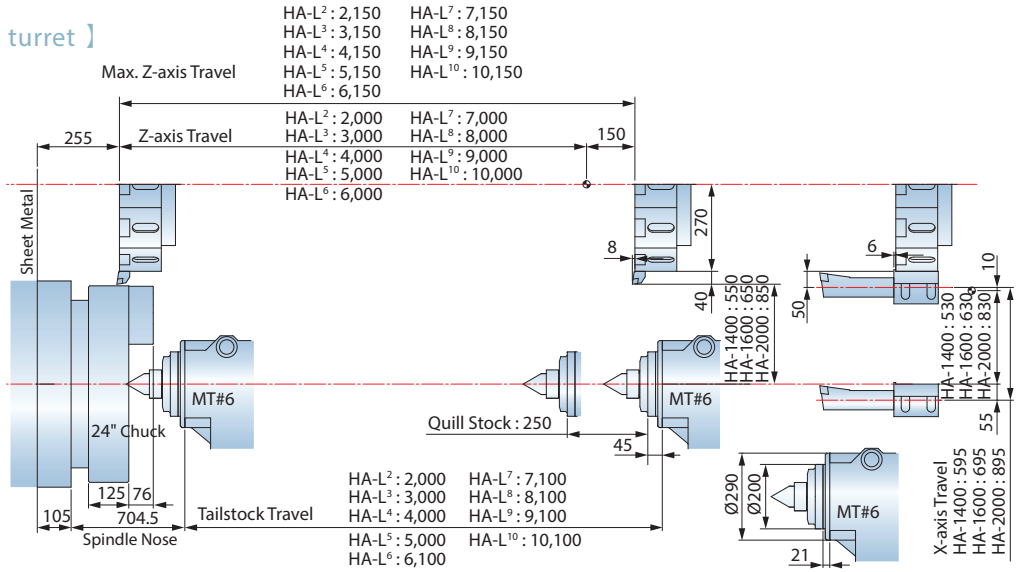 turret 】
HA-L² : 2,150 HA-L⁷ : 7,150
HA-L³ : 3,150 HA-L⁸ : 8,150
HA-L⁴ : 4,150 HA-L⁹ : 9,150
HA-L⁵ : 5,150 HA-L¹⁰ : 10,150
HA-L⁶ : 6,150
Max. Z-axis Travel
255
Z-axis Travel
HA-L² : 2,000 HA-L⁷ : 7,000
HA-L³ : 3,000 HA-L⁸ : 8,000
HA-L⁴ : 4,000 HA-L⁹ : 9,000
HA-L⁵ : 5,000 HA-L¹⁰ : 10,000
HA-L⁶ : 6,000
150
Sheet Metal
270
8
40
HA-1400 : 550
HA-1600 : 650
HA-2000 : 850
6
50
10
HA-1400 : 530
HA-1600 : 630
HA-2000 : 830
55
MT#6
24" Chuck
MT#6
Quill Stock : 250
45
125
76
105
704.5
Spindle Nose
Tailstock Travel
HA-L² : 2,000 HA-L⁷ : 7,100
HA-L³ : 3,000 HA-L⁸ : 8,100
HA-L⁴ : 4,000 HA-L⁹ : 9,100
HA-L⁵ : 5,000 HA-L¹⁰ : 10,100
HA-L⁶ : 6,100
Ø290
Ø200
MT#6
21
X-axis Travel
HA-1400 : 595
HA-1600 : 695
HA-2000 : 895